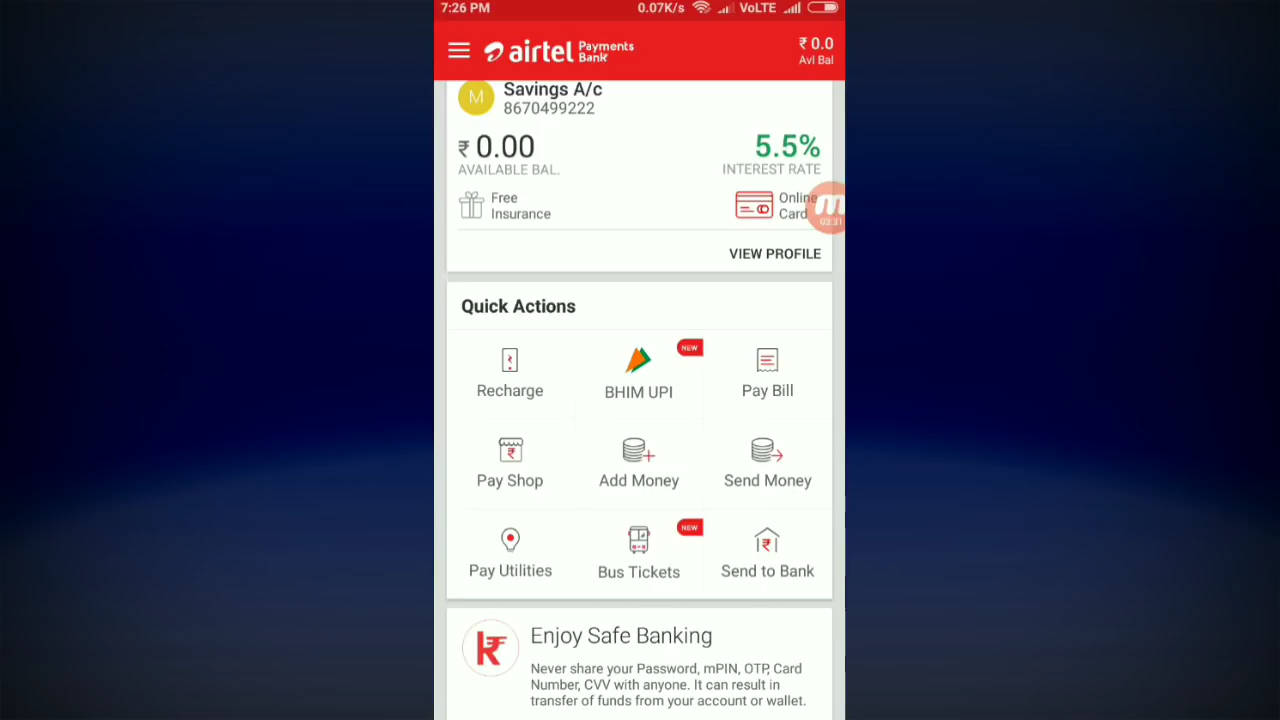 7:26 PM 0.07K/s VoLTE
airtel Payments Bank
₹ 0.0
Avl Bal
M
Savings A/c
8670499222
₹ 0.00
AVAILABLE BAL.
5.5%
INTEREST RATE
Free
Insurance
Online
Card
03:31
VIEW PROFILE
Quick Actions
NEW
Recharge
BHIM UPI
Pay Bill
Pay Shop
Add Money
Send Money
NEW
Pay Utilities
Bus Tickets
Send to Bank
Enjoy Safe Banking
Never share your Password, mPIN, OTP, Card
Number, CVV with anyone. It can result in
transfer of funds from your account or wallet.